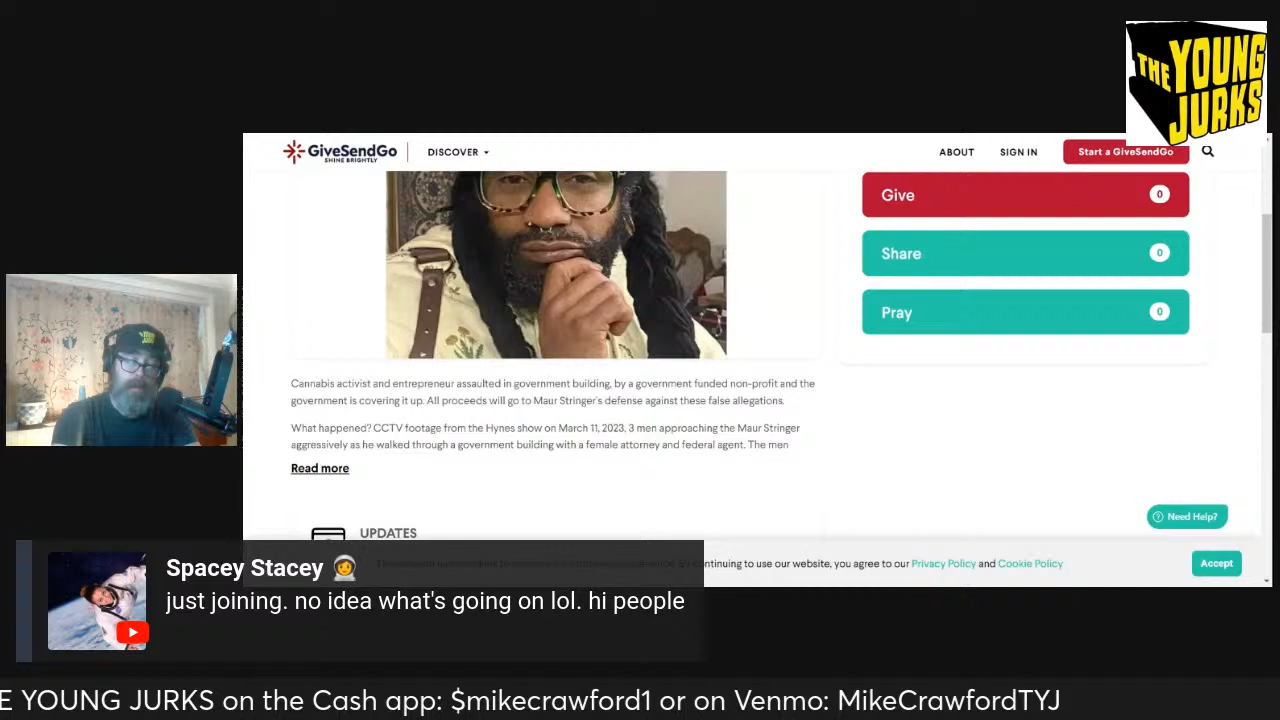 THE YOUNG JURKS
GiveSendGo
SHINE BRIGHTLY
DISCOVER
ABOUT
SIGN IN
Start a GiveSendGo
Give 0
Share 0
Pray 0
Cannabis activist and entrepreneur assaulted in government building, by a government funded non-profit and the
government is covering it up. All proceeds will go to Maur Stringer's defense against these false allegations.
What happened? CCTV footage from the Hynes show on March 11, 2023, 3 men approaching the Maur Stringer
aggressively as he walked through a government building with a female attorney and federal agent. The men
Read more
Need Help?
UPDATES
continuing to use our website, you agree to our Privacy Policy and Cookie Policy
Accept
Spacey Stacey 👩‍🚀
just joining. no idea what's going on lol. hi people
E YOUNG JURKS on the Cash app: $mikecrawford1 or on Venmo: MikeCrawfordTYJ